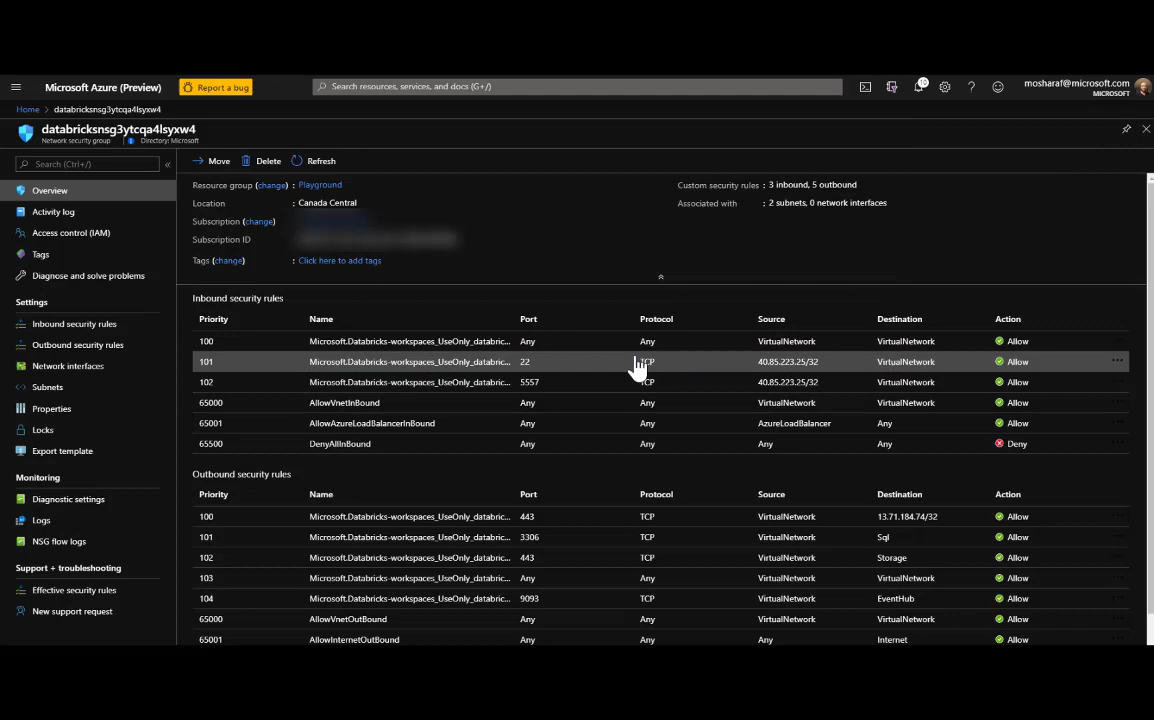 Microsoft Azure (Preview) Report a bug Search resources, services, and docs (G+/) 10 mosharaf@microsoft.com
MICROSOFT
Home > databricksnsg3ytcqa4lsyxw4
databricksnsg3ytcqa4lsyxw4
Network security group Directory: Microsoft
Search (Ctrl+/) « Move Delete Refresh
Overview
Activity log
Access control (IAM)
Tags
Diagnose and solve problems
Settings
Inbound security rules
Outbound security rules
Network interfaces
Subnets
Properties
Locks
Export template
Monitoring
Diagnostic settings
Logs
NSG flow logs
Support + troubleshooting
Effective security rules
New support request
Resource group (change) : Playground
Location : Canada Central
Subscription (change) :
Subscription ID
Tags (change) : Click here to add tags
Custom security rules : 3 inbound, 5 outbound
Associated with : 2 subnets, 0 network interfaces
Inbound security rules
Priority Name Port Protocol Source Destination Action
100 Microsoft.Databricks-workspaces_UseOnly_databric... Any Any VirtualNetwork VirtualNetwork Allow
101 Microsoft.Databricks-workspaces_UseOnly_databric... 22 TCP 40.85.223.25/32 VirtualNetwork Allow
102 Microsoft.Databricks-workspaces_UseOnly_databric... 5557 TCP 40.85.223.25/32 VirtualNetwork Allow
65000 AllowVnetInBound Any Any VirtualNetwork VirtualNetwork Allow
65001 AllowAzureLoadBalancerInBound Any Any AzureLoadBalancer Any Allow
65500 DenyAllInBound Any Any Any Any Deny
Outbound security rules
Priority Name Port Protocol Source Destination Action
100 Microsoft.Databricks-workspaces_UseOnly_databric... 443 TCP VirtualNetwork 13.71.184.74/32 Allow
101 Microsoft.Databricks-workspaces_UseOnly_databric... 3306 TCP VirtualNetwork Sql Allow
102 Microsoft.Databricks-workspaces_UseOnly_databric... 443 TCP VirtualNetwork Storage Allow
103 Microsoft.Databricks-workspaces_UseOnly_databric... Any Any VirtualNetwork VirtualNetwork Allow
104 Microsoft.Databricks-workspaces_UseOnly_databric... 9093 TCP VirtualNetwork EventHub Allow
65000 AllowVnetOutBound Any Any VirtualNetwork VirtualNetwork Allow
65001 AllowInternetOutBound Any Any Any Internet Allow